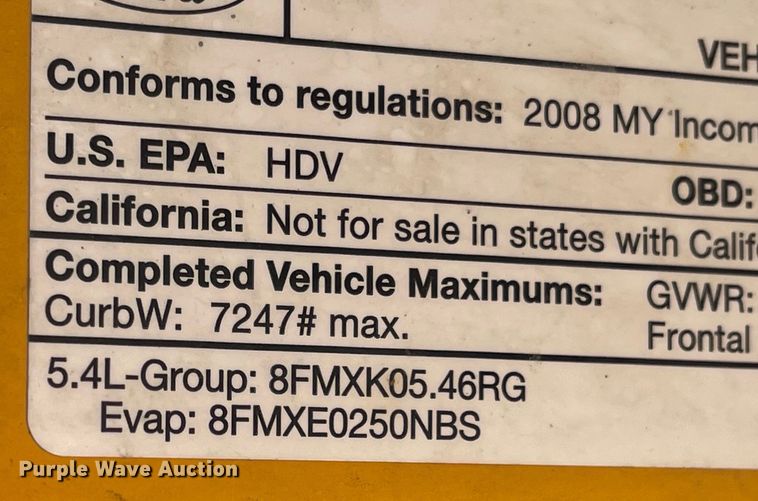 VEH
Conforms to regulations: 2008 MY Incom
U.S. EPA: HDV OBD:
California: Not for sale in states with Calif
Completed Vehicle Maximums: GVWR:
CurbW: 7247# max. Frontal
5.4L-Group: 8FMXK05.46RG
Evap: 8FMXE0250NBS
Purple Wave Auction